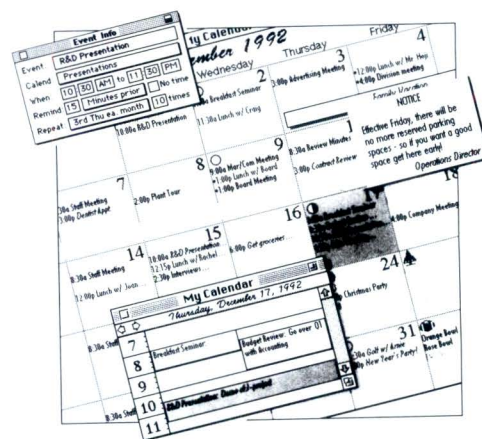 Event Info
Event R&D Presentation
Calend Presentations
When 10 30 AM to 11 30 PM
Remind 15 Minutes prior No time
Repeat 3rd Thu ea. month 10 times
My Calendar
December 1992
Wednesday
Thursday
Friday
2
Breakfast Seminar
11:30a Lunch w/ Craig
3
3:00p Advertising Meeting
4
12:00p Lunch w/ Mr Hop
4:00p Division meeting
10:00a R&D Presentation
Family Vacation
NOTICE
Effective Friday, there will be
no more reserved parking
spaces - so if you want a good
space get here early!
Operations Director
7
30a Staff Meeting
3:00p Dentist Appt
8
2:00p Plant Tour
9
9:00a Mar/Com Meeting
1:00p Lunch w/ Board
1:00p Board Meeting
8:30a Review Minutes
3:00p Contract Review
14
8:30a Staff Meeting
12:00p Lunch w/ Joan
15
10:00a R&D Presentation
12:15p Lunch w/ Rachel
2:30p Interviews
16
6:00p Get groceries
17
18
4:00p Company Meeting
My Calendar
Thursday, December 17, 1992
7
8
Breakfast Seminar
Budget Review: Go over Q1
with Accounting
9
10
R&D Presentation: Demo of J-project
11
24
Christmas Party
31
30a Golf w/ Arnie
New Year's Party!
Orange Bowl
Rose Bowl
8:30a Staff
8:30a Staff